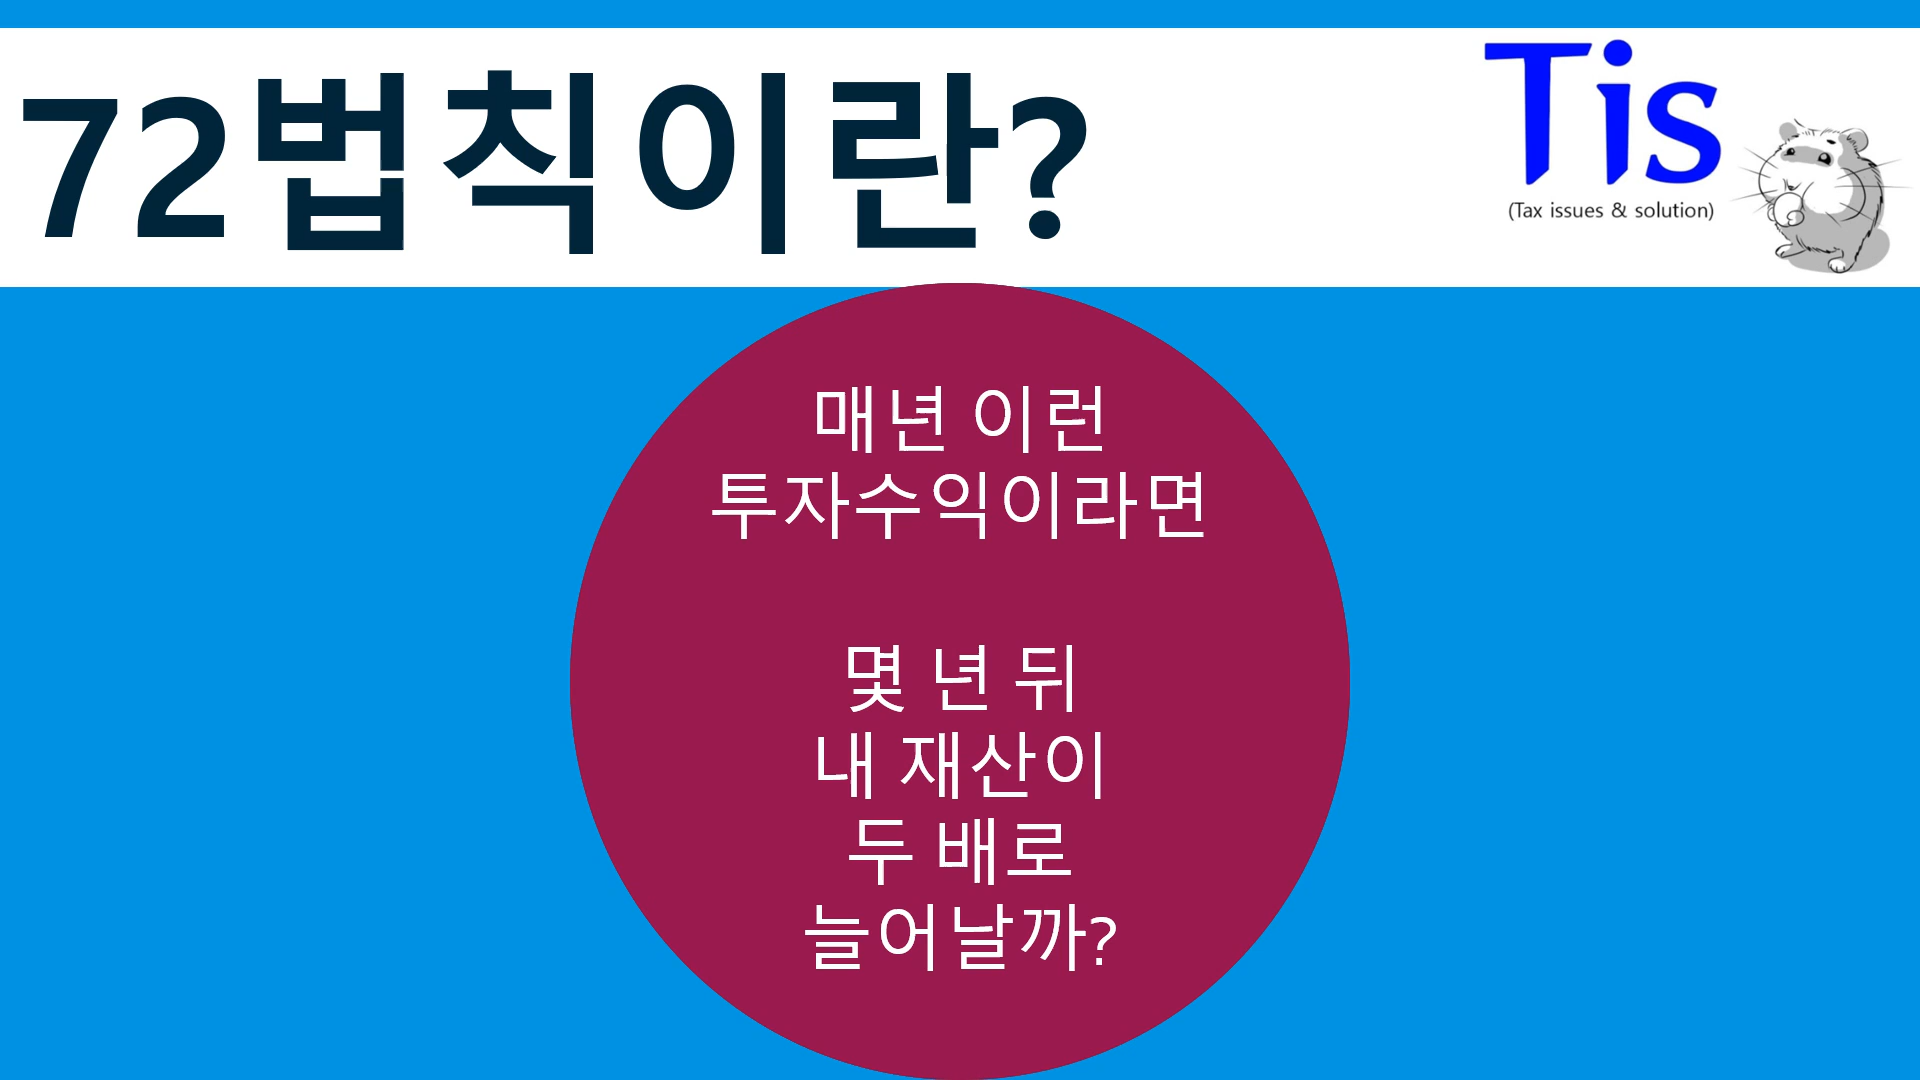 72법칙이란?
Tis
(Tax issues & solution)
매년 이런
투자수익이라면
몇 년 뒤
내 재산이
두 배로
늘어날까?